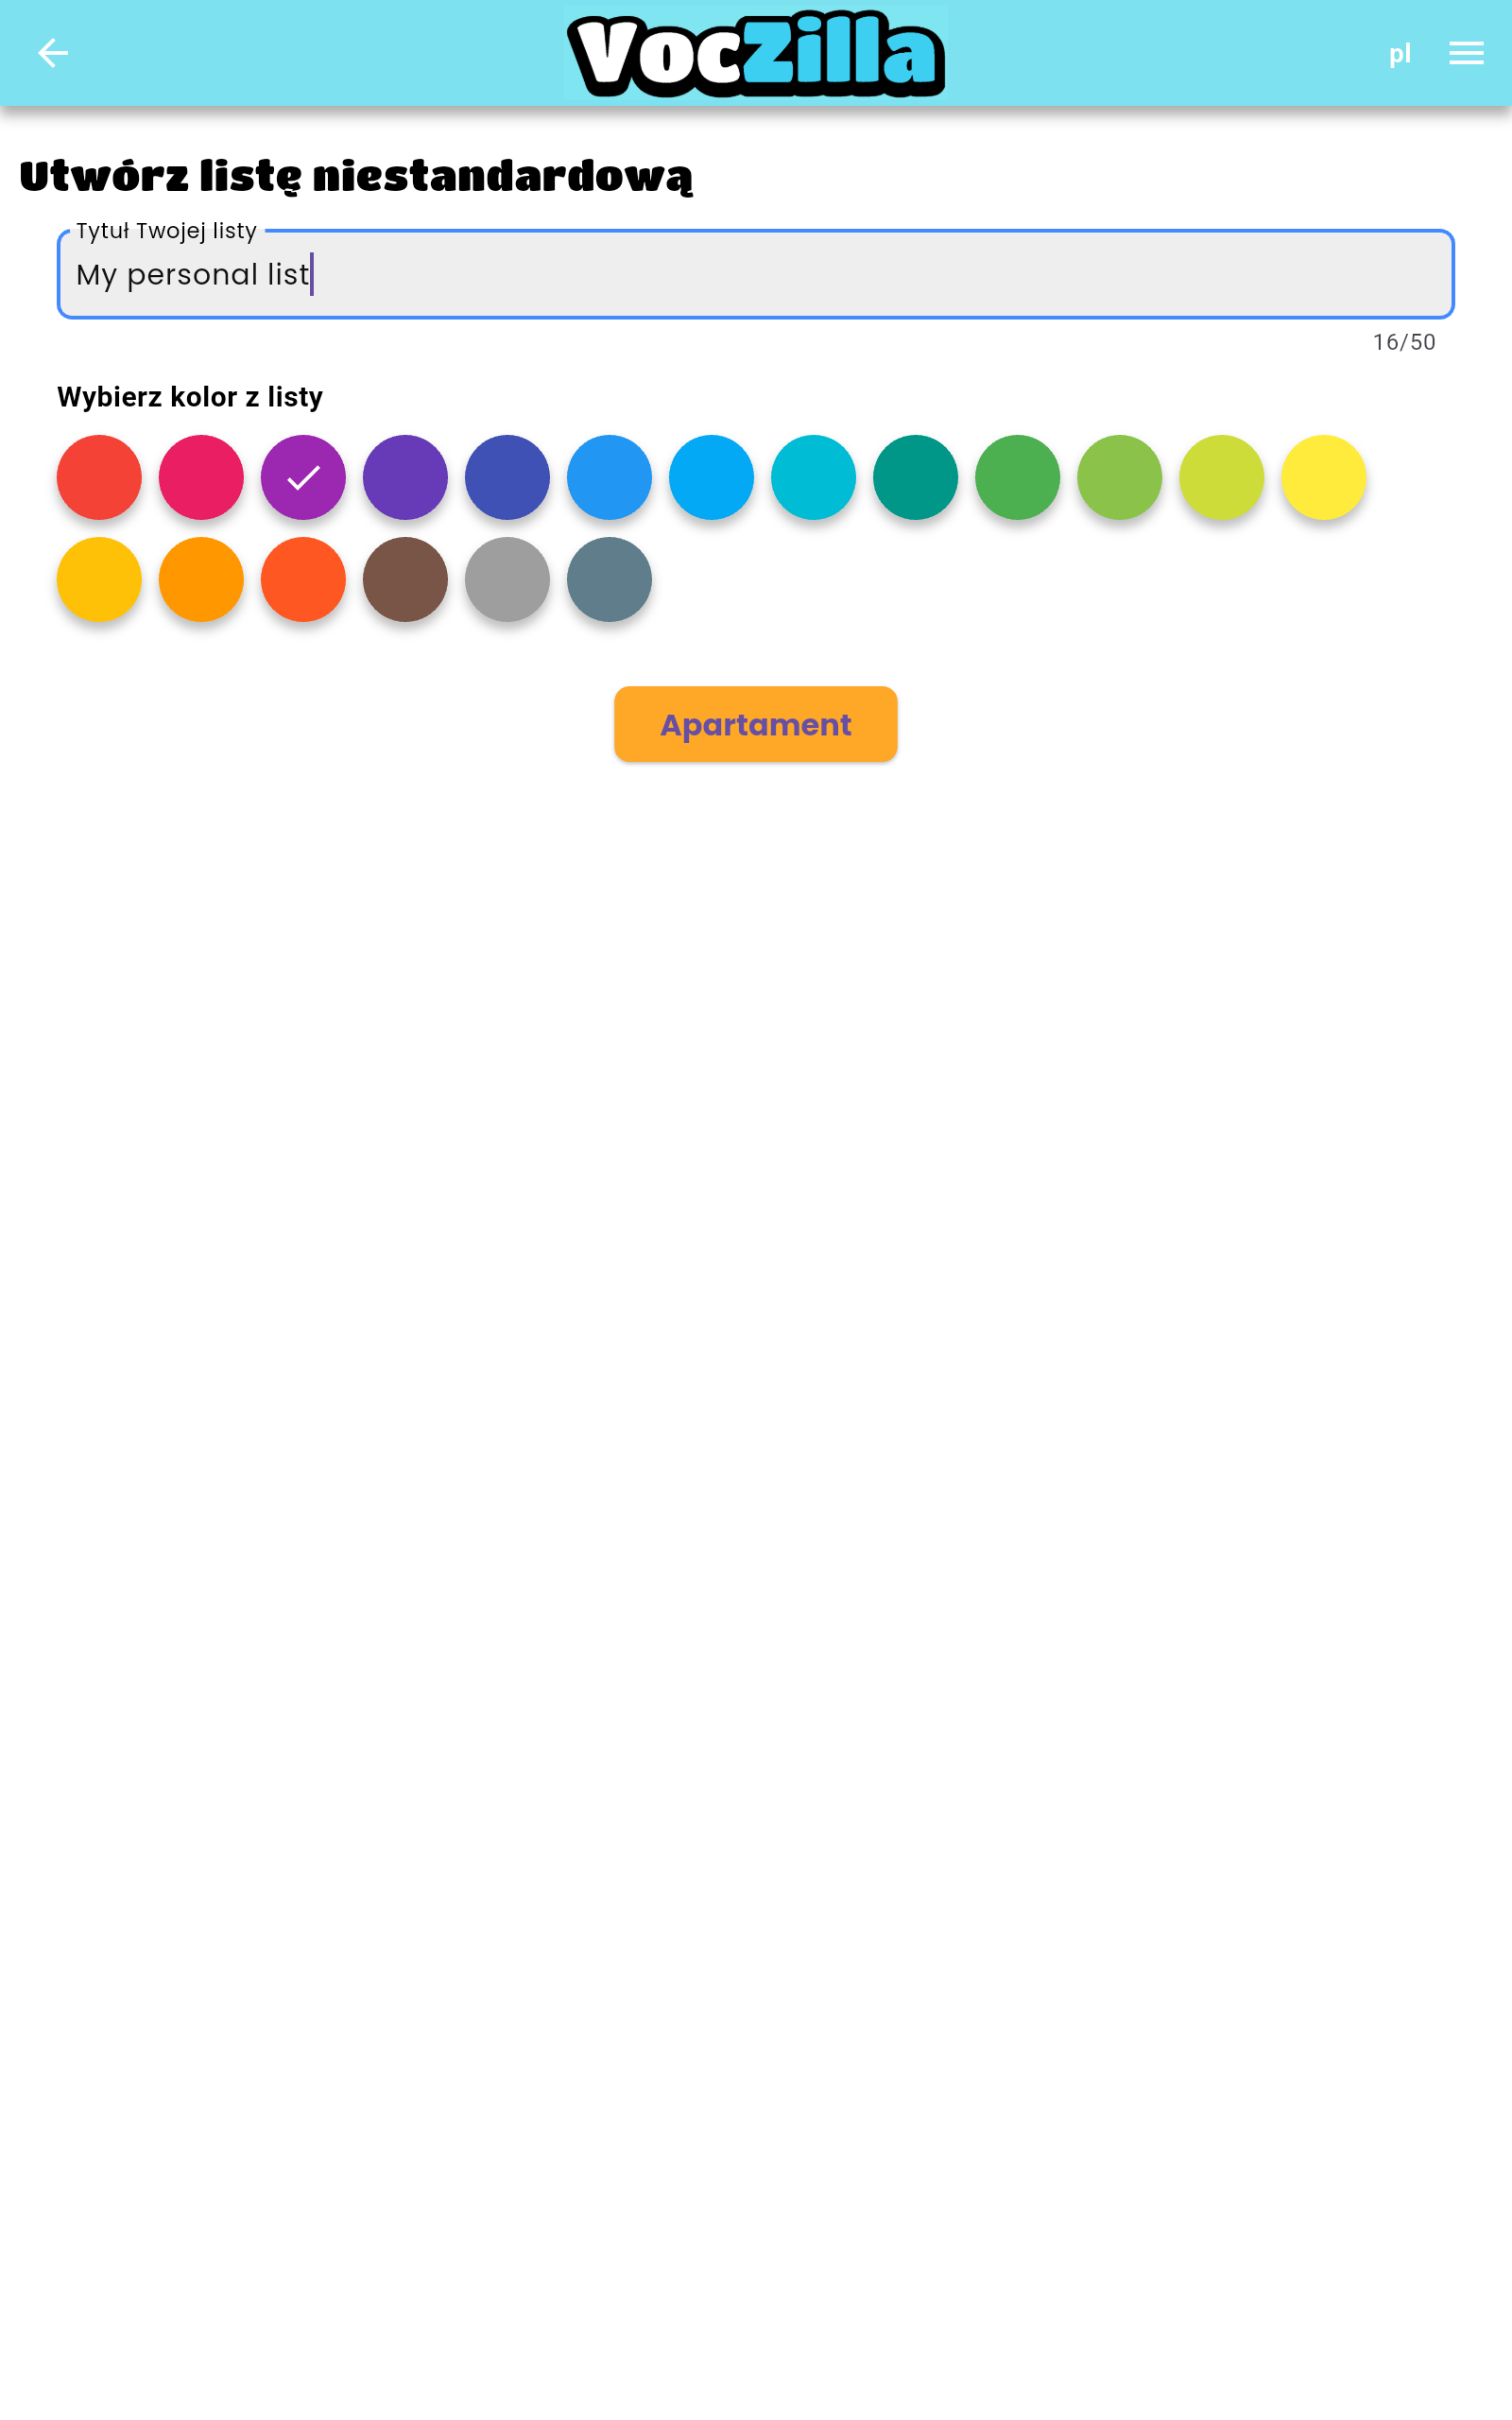 VocZilla
pl
Utwórz listę niestandardową
Tytuł Twojej listy
My personal list
16/50
Wybierz kolor z listy
Apartament